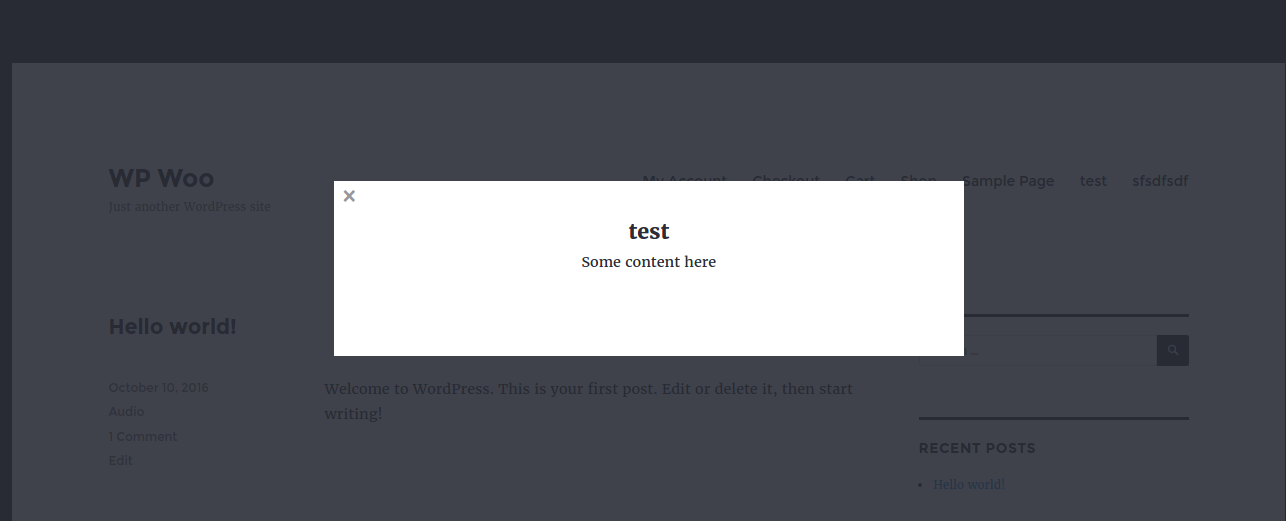 WP Woo
Just another WordPress site
My Account Checkout Cart Shop Sample Page test sfsdfsdf
×
test
Some content here
Hello world!
October 10, 2016
Audio
1 Comment
Edit
Welcome to WordPress. This is your first post. Edit or delete it, then start
writing!
...
RECENT POSTS
Hello world!